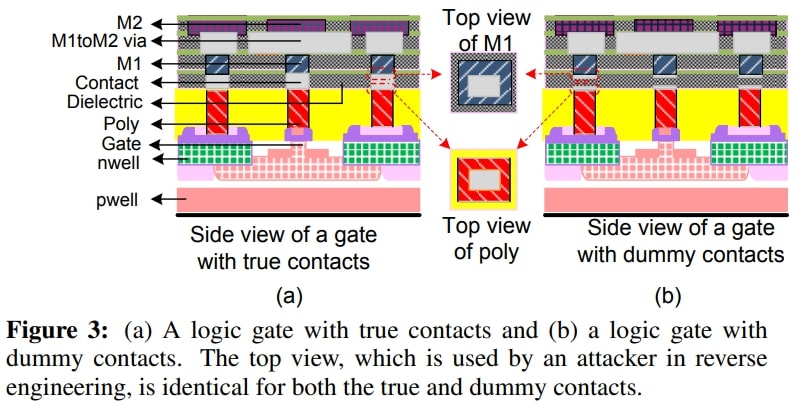 M2
M1toM2 via
M1
Contact
Dielectric
Poly
Gate
nwell
pwell
Top view
of M1
Top view
of poly
Side view of a gate
with true contacts
Side view of a gate
with dummy contacts
(a)
(b)
Figure 3: (a) A logic gate with true contacts and (b) a logic gate with
dummy contacts. The top view, which is used by an attacker in reverse
engineering, is identical for both the true and dummy contacts.